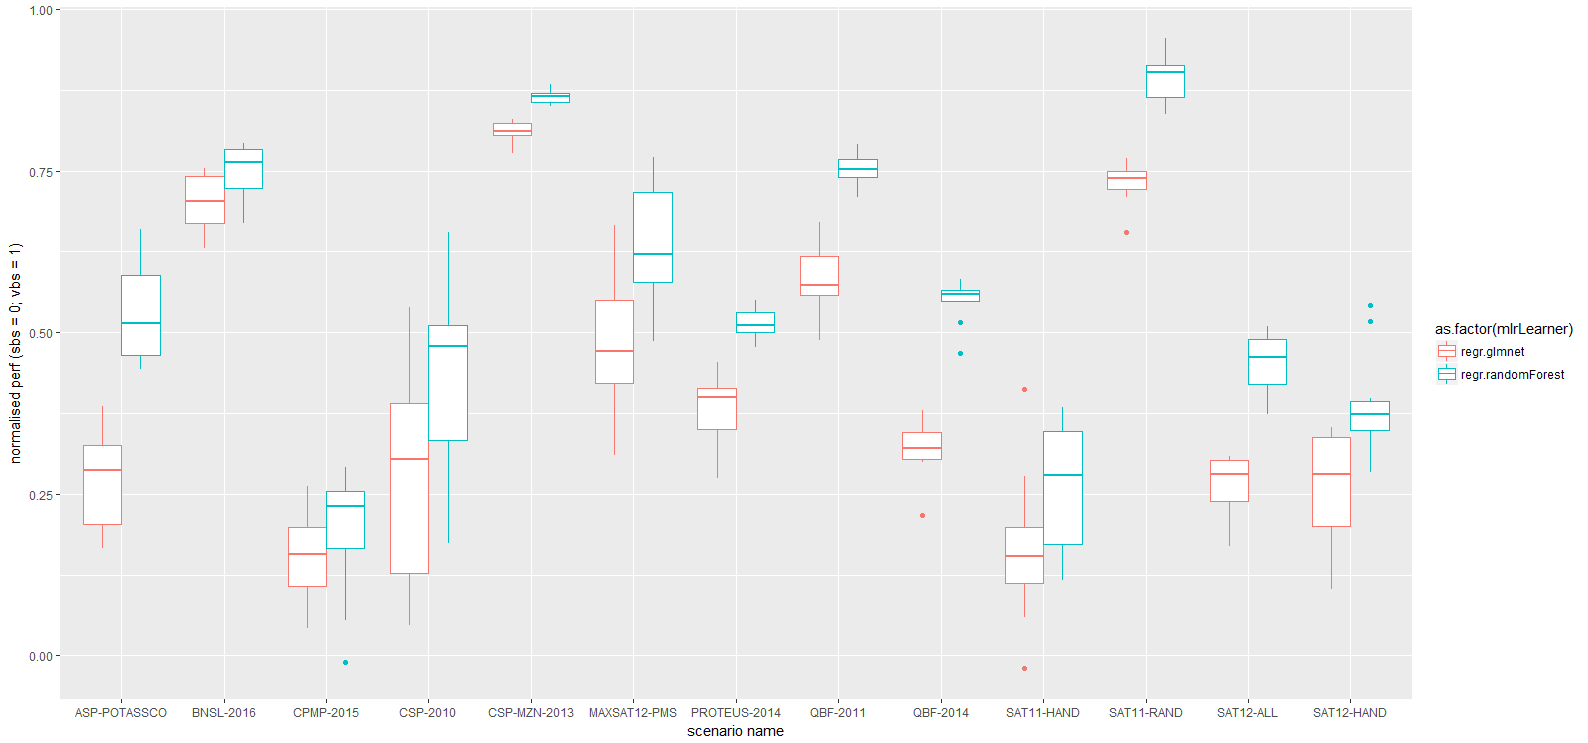 normalised perf (sbs = 0; vbs = 1)
1.00
0.75
0.50
0.25
0.00
ASP-POTASSCO BNSL-2016 CPMP-2015 CSP-2010 CSP-MZN-2013 MAXSAT12-PMS PROTEUS-2014 QBF-2011 QBF-2014 SAT11-HAND SAT11-RAND SAT12-ALL SAT12-HAND
scenario name
as.factor(mlrLearner)
regr.glmnet
regr.randomForest